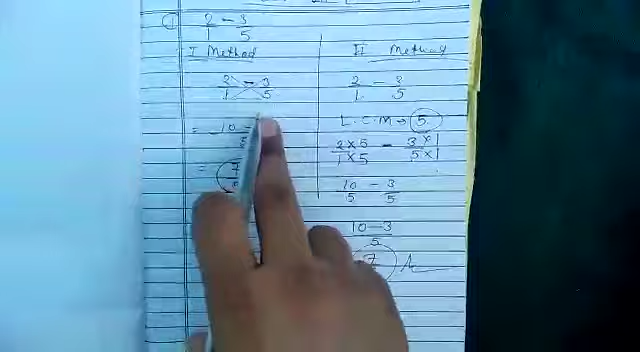 ① 2/1 - 3/5
I Method
2/1 - 3/5
= 10 -
= 7
II Method
2/1 - 3/5
L.C.M → 5
2×5/1×5 - 3×1/5×1
10/5 - 3/5
10-3/5
7